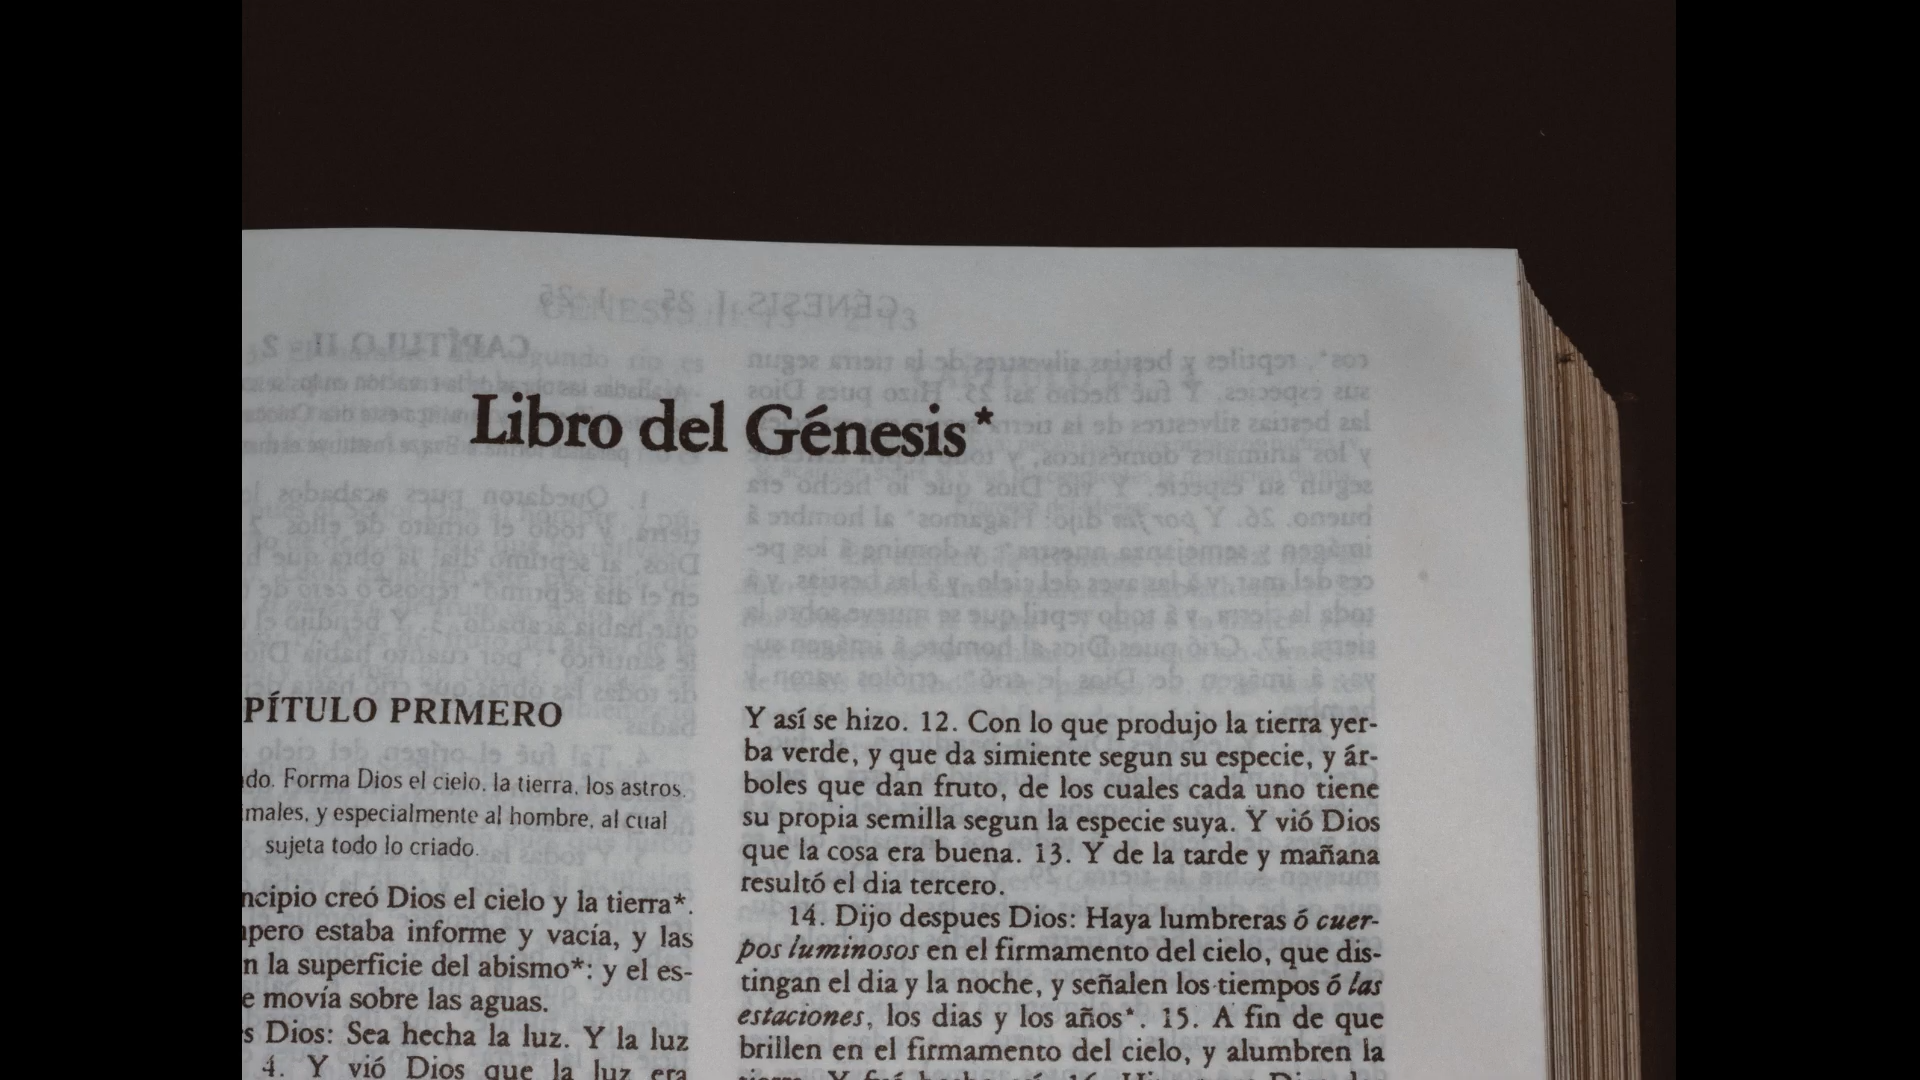 Libro del Génesis*
PÍTULO PRIMERO
do. Forma Dios el cielo, la tierra, los astros.
males, y especialmente al hombre, al cual
sujeta todo lo criado.
ncipio creó Dios el cielo y la tierra*.
pero estaba informe y vacía, y las
n la superficie del abismo*: y el es-
e movía sobre las aguas.
s Dios: Sea hecha la luz. Y la luz
4. Y vió Dios que la luz era
Y así se hizo. 12. Con lo que produjo la tierra yer-
ba verde, y que da simiente segun su especie, y ár-
boles que dan fruto, de los cuales cada uno tiene
su propia semilla segun la especie suya. Y vió Dios
que la cosa era buena. 13. Y de la tarde y mañana
resultó el dia tercero.
14. Dijo despues Dios: Haya lumbreras ó cuer-
pos luminosos en el firmamento del cielo, que dis-
tingan el dia y la noche, y señalen los tiempos ó las
estaciones, los dias y los años*. 15. A fin de que
brillen en el firmamento del cielo, y alumbren la